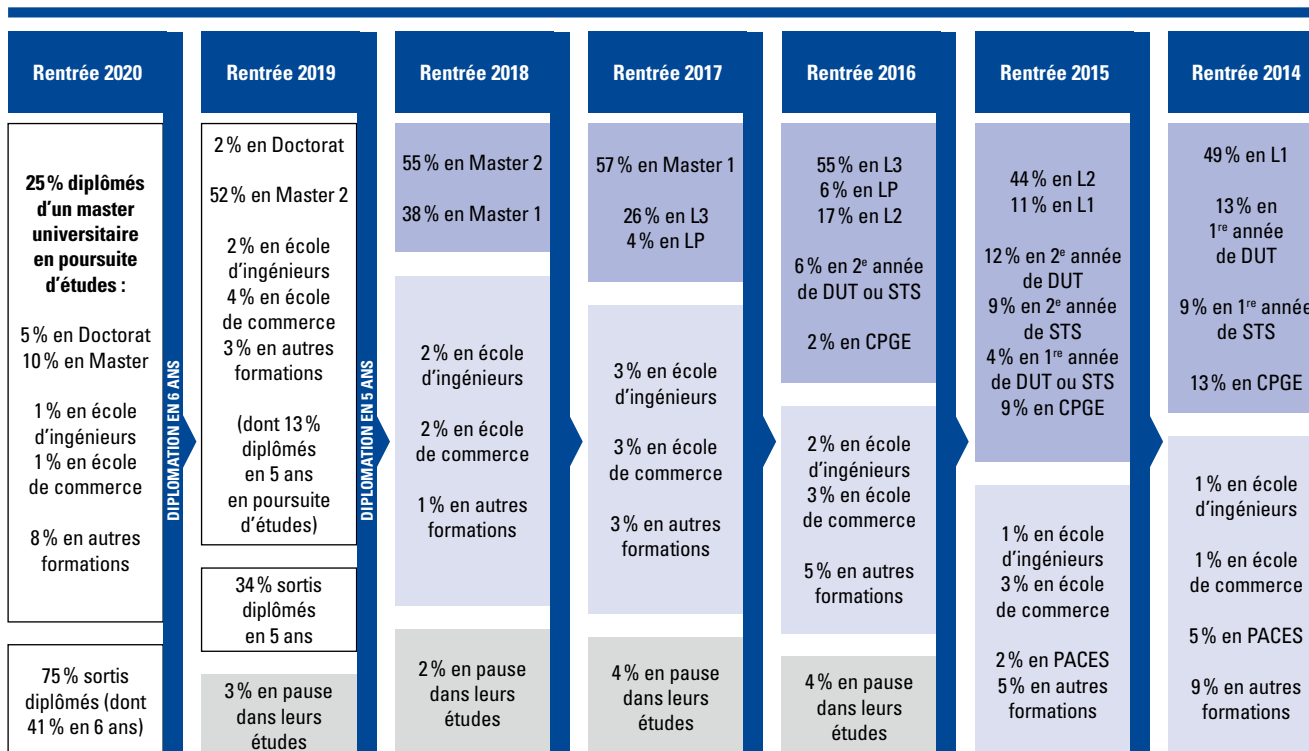 Rentrée 2020
25 % diplômés
d'un master
universitaire
en poursuite
d'études :
5 % en Doctorat
10 % en Master
1 % en école
d'ingénieurs
1 % en école
de commerce
8 % en autres
formations
75 % sortis
diplômés (dont
41 % en 6 ans)
DIPLOMATION EN 6 ANS
Rentrée 2019
2 % en Doctorat
52 % en Master 2
2 % en école
d'ingénieurs
4 % en école
de commerce
3 % en autres
formations
(dont 13 %
diplômés
en 5 ans
en poursuite
d'études)
34 % sortis
diplômés
en 5 ans
3 % en pause
dans leurs
études
DIPLOMATION EN 5 ANS
Rentrée 2018
55 % en Master 2
38 % en Master 1
2 % en école
d'ingénieurs
2 % en école
de commerce
1 % en autres
formations
2 % en pause
dans leurs
études
Rentrée 2017
57 % en Master 1
26 % en L3
4 % en LP
3 % en école
d'ingénieurs
3 % en école
de commerce
3 % en autres
formations
4 % en pause
dans leurs
études
Rentrée 2016
55 % en L3
6 % en LP
17 % en L2
6 % en 2e année
de DUT ou STS
2 % en CPGE
2 % en école
d'ingénieurs
3 % en école
de commerce
5 % en autres
formations
4 % en pause
dans leurs
études
Rentrée 2015
44 % en L2
11 % en L1
12 % en 2e année
de DUT
9 % en 2e année
de STS
4 % en 1re année
de DUT ou STS
9 % en CPGE
1 % en école
d'ingénieurs
3 % en école
de commerce
2 % en PACES
5 % en autres
formations
Rentrée 2014
49 % en L1
13 % en
1re année
de DUT
9 % en 1re année
de STS
13 % en CPGE
1 % en école
d'ingénieurs
1 % en école
de commerce
5 % en PACES
9 % en autres
formations